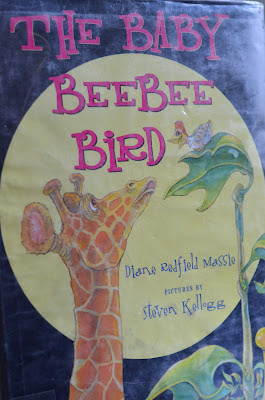 THE BABY
BEEBEE
BIRD
Diane Redfield Massie
PICTURES BY
Steven Kellogg